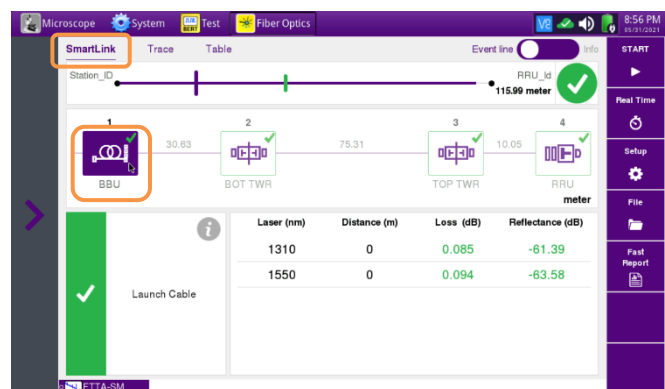 Microscope System Test Fiber Optics V2 8:56 PM
05/31/2021
SmartLink Trace Table Event line Info
START
Station_ID RRU_Id
115.99 meter
Real Time
1 2 3 4
30.63 75.31 10.05
BBU BOT TWR TOP TWR RRU
meter
Setup
File
Fast
Report
i
Laser (nm) Distance (m) Loss (dB) Reflectance (dB)
1310 0 0.085 -61.39
1550 0 0.094 -63.58
Launch Cable
FTTA-SM